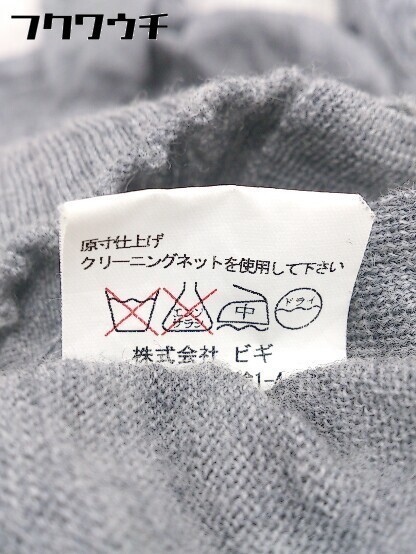 フクワウチ
原寸仕上げ
クリーニングネットを使用して下さい
エンソ
サラシ
中
ドライ
株式会社 ビギ
1-4